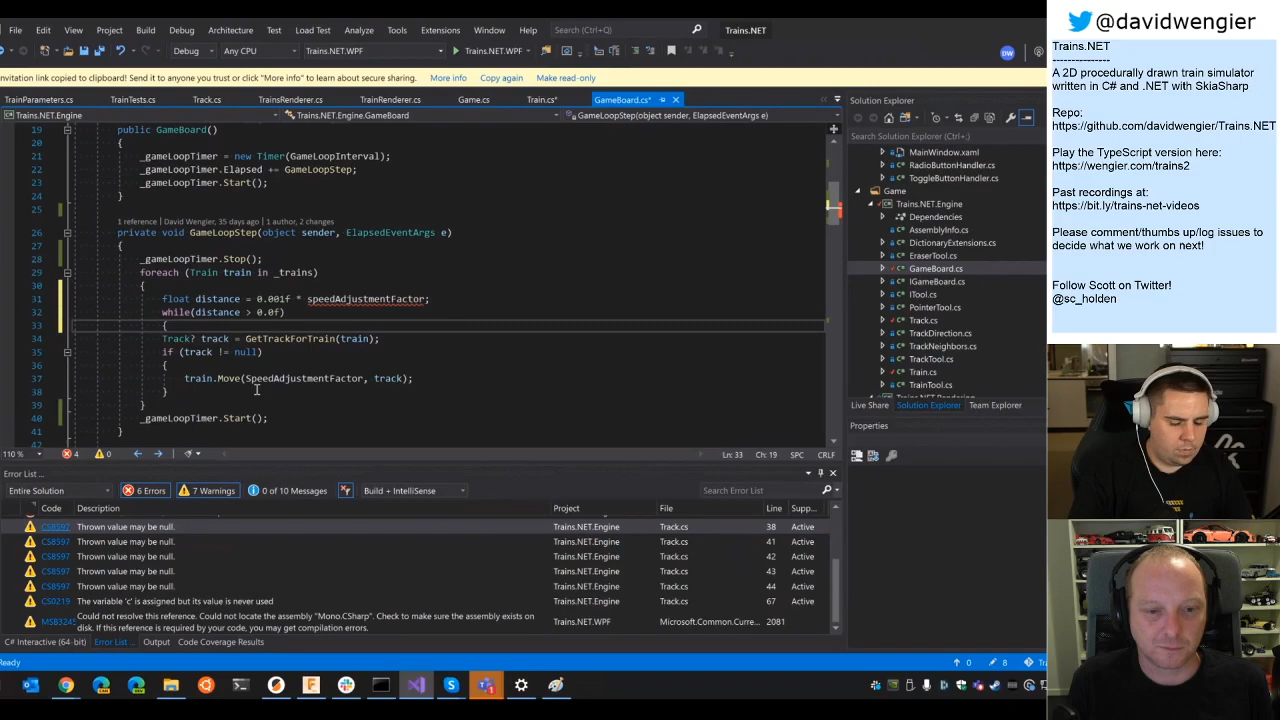 File Edit View Project Build Debug Architecture Test Load Test Analyze Tools Extensions Window Help Search (Ctrl+Q) Trains.NET
Debug Any CPU Trains.NET.WPF Trains.NET.WPF DW
nvitation link copied to clipboard! Send it to anyone you trust or click "More info" to learn about secure sharing. More info Copy again Make read-only
TrainParameters.cs TrainTests.cs Track.cs TrainsRenderer.cs TrainRenderer.cs Game.cs Train.cs* GameBoard.cs*
Trains.NET.Engine Trains.NET.Engine.GameBoard GameLoopStep(object sender, ElapsedEventArgs e)
19 public GameBoard()
20 {
21 _gameLoopTimer = new Timer(GameLoopInterval);
22 _gameLoopTimer.Elapsed += GameLoopStep;
23 _gameLoopTimer.Start();
24 }
25
1 reference | David Wengier, 35 days ago | 1 author, 2 changes
26 private void GameLoopStep(object sender, ElapsedEventArgs e)
27 {
28 _gameLoopTimer.Stop();
29 foreach (Train train in _trains)
30 {
31 float distance = 0.001f * speedAdjustmentFactor;
32 while(distance > 0.0f)
33 {
34 Track? track = GetTrackForTrain(train);
35 if (track != null)
36 {
37 train.Move(SpeedAdjustmentFactor, track);
38 }
39 }
40 _gameLoopTimer.Start();
41 }
42
110 % 4 0 Ln: 33 Ch: 19 SPC CRLF
Error List ...
Entire Solution 6 Errors 7 Warnings 0 of 10 Messages Build + IntelliSense Search Error List
Code Description Project File Line Supp...
CS8597 Thrown value may be null. Trains.NET.Engine Track.cs 38 Active
CS8597 Thrown value may be null. Trains.NET.Engine Track.cs 41 Active
CS8597 Thrown value may be null. Trains.NET.Engine Track.cs 42 Active
CS8597 Thrown value may be null. Trains.NET.Engine Track.cs 43 Active
CS8597 Thrown value may be null. Trains.NET.Engine Track.cs 44 Active
CS0219 The variable 'c' is assigned but its value is never used Trains.NET.Engine Track.cs 67 Active
MSB3245 Could not resolve this reference. Could not locate the assembly "Mono.CSharp". Check to make sure the assembly exists on disk. If this reference is required by your code, you may get compilation errors. Trains.NET.WPF Microsoft.Common.Curre... 2081
C# Interactive (64-bit) Error List ... Output Code Coverage Results
Ready 0 8 Tra
Solution Explorer
Search Solution Explorer (Ctrl+;)
MainWindow.xaml
RadioButtonHandler.cs
ToggleButtonHandler.cs
Game
Trains.NET.Engine
Dependencies
AssemblyInfo.cs
DictionaryExtensions.cs
EraserTool.cs
GameBoard.cs
IGameBoard.cs
ITool.cs
PointerTool.cs
Track.cs
TrackDirection.cs
TrackNeighbors.cs
TrackTool.cs
Train.cs
TrainTool.cs
Live Share Solution Explorer Team Explorer
Properties
@davidwengier
Trains.NET
---------------
A 2D procedurally drawn train simulator
written in C# and .NET with SkiaSharp
Repo:
https://github.com/davidwengier/Trains.NET
Play the TypeScript version here:
https://wengier.com/trains2
Past recordings at:
https://bit.ly/trains-net-videos
Please comment/thumbs up/log issues to
decide what we work on next!
Follow Scott on Twitter!
@sc_holden